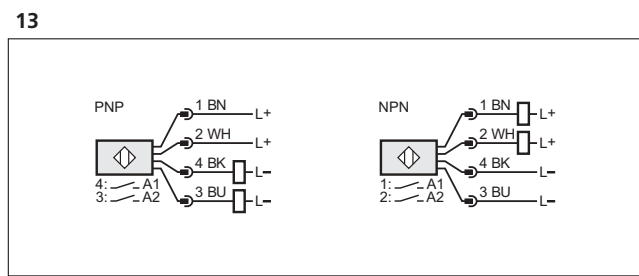 13
PNP
1 BN L+
2 WH L+
4 BK L–
3 BU L–
4: A1
3: A2
NPN
1 BN L+
2 WH L+
4 BK L–
3 BU L–
1: A1
2: A2